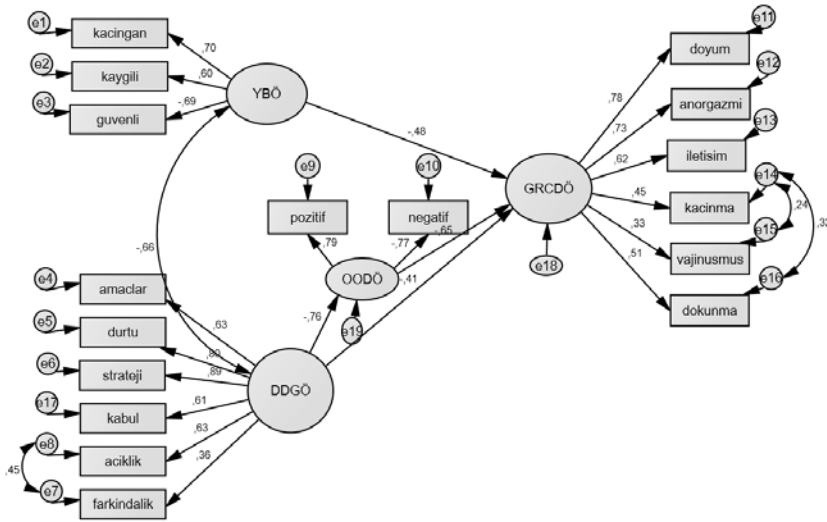 e1
kacingan
,70
e2
kaygili
,60
e3
guvenli
-,69
YBÖ
-,48
e11
doyum
,78
e12
anorgazmi
,73
e13
iletisim
,62
GRCDÖ
e14
kacinma
,45
,24
e15
vajinusmus
,33
e16
dokunma
,51
e18
e9
e10
pozitif
negatif
,79
-,77
-,65
OODÖ
-,41
e19
-,76
-,66
e4
amaclar
,63
e5
durtu
,80
e6
strateji
,89
DDGÖ
e17
kabul
,61
e8
aciklik
,63
,45
e7
farkindalik
,36